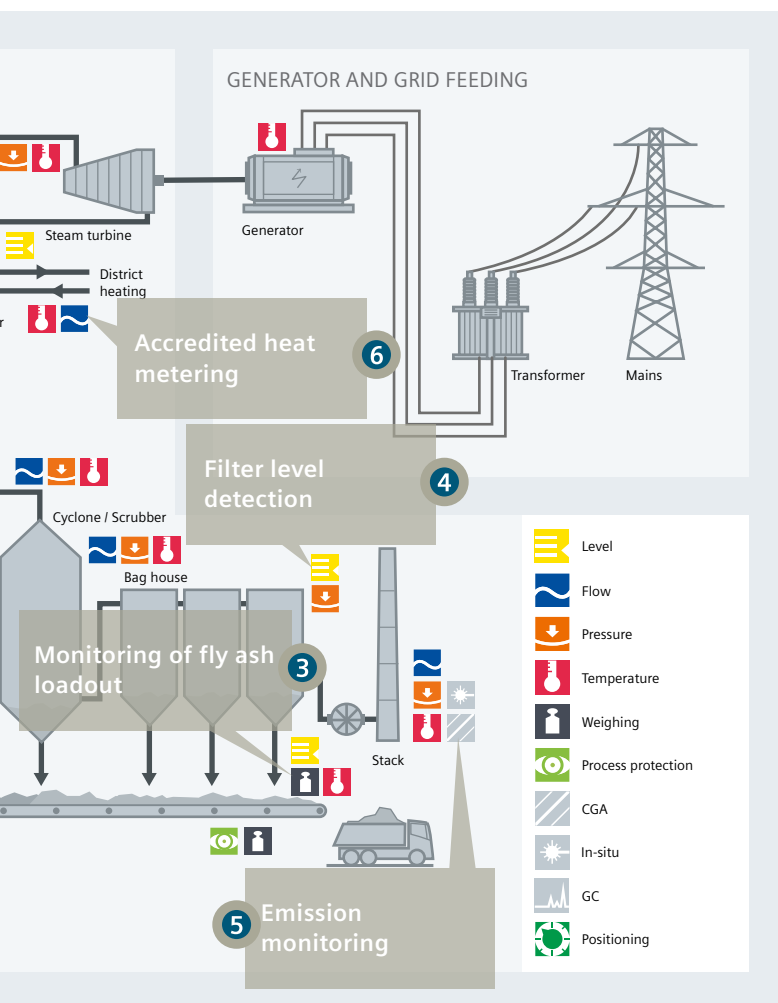 GENERATOR AND GRID FEEDING
Steam turbine
Generator
District
heating
r
Accredited heat
metering
6
Transformer
Mains
Filter level
detection
4
Cyclone / Scrubber
Bag house
Monitoring of fly ash
loadout
3
Stack
5
Emission
monitoring
Level
Flow
Pressure
Temperature
Weighing
Process protection
CGA
In-situ
GC
Positioning